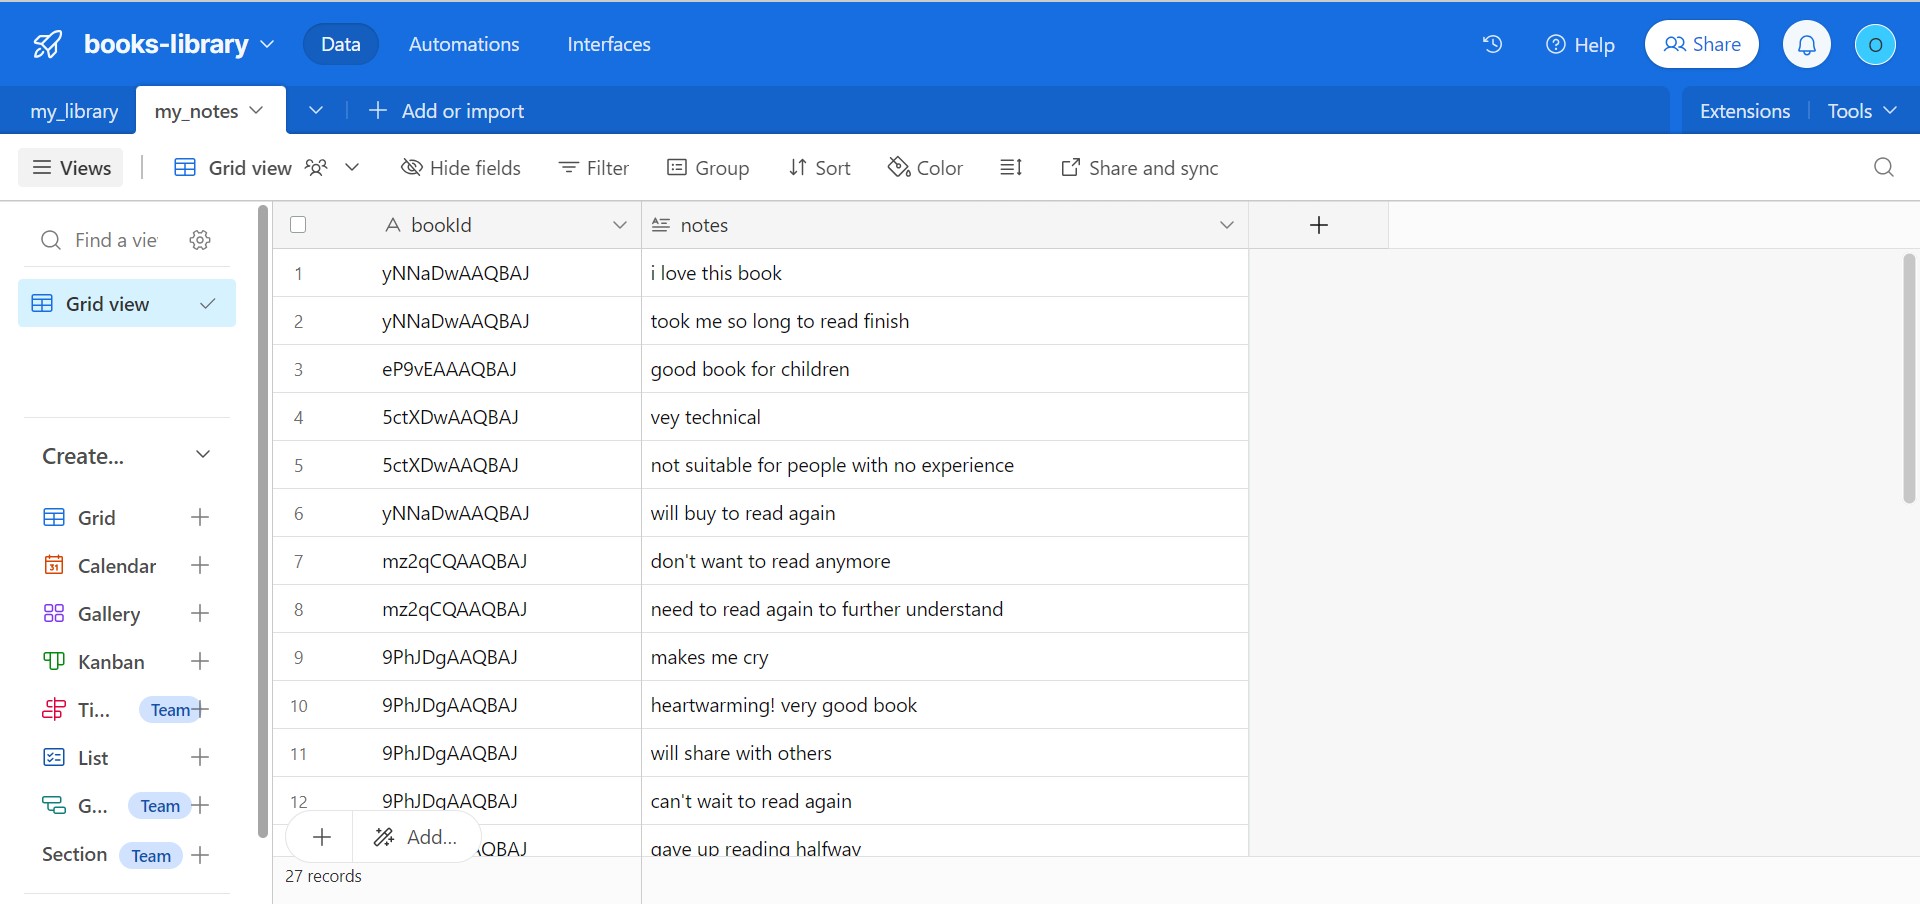 books-library Data Automations Interfaces Help Share O
my_library my_notes Add or import Extensions Tools
Views Grid view Hide fields Filter Group Sort Color Share and sync
Find a vie
Grid view
Create...
Grid
31 Calendar
Gallery
Kanban
Ti... Team
List
G... Team
Section Team
bookId notes
1 yNNaDwAAQBAJ i love this book
2 yNNaDwAAQBAJ took me so long to read finish
3 eP9vEAAAQBAJ good book for children
4 5ctXDwAAQBAJ vey technical
5 5ctXDwAAQBAJ not suitable for people with no experience
6 yNNaDwAAQBAJ will buy to read again
7 mz2qCQAAQBAJ don't want to read anymore
8 mz2qCQAAQBAJ need to read again to further understand
9 9PhJDgAAQBAJ makes me cry
10 9PhJDgAAQBAJ heartwarming! very good book
11 9PhJDgAAQBAJ will share with others
12 9PhJDgAAQBAJ can't wait to read again
gave up reading halfway
Add...
27 records